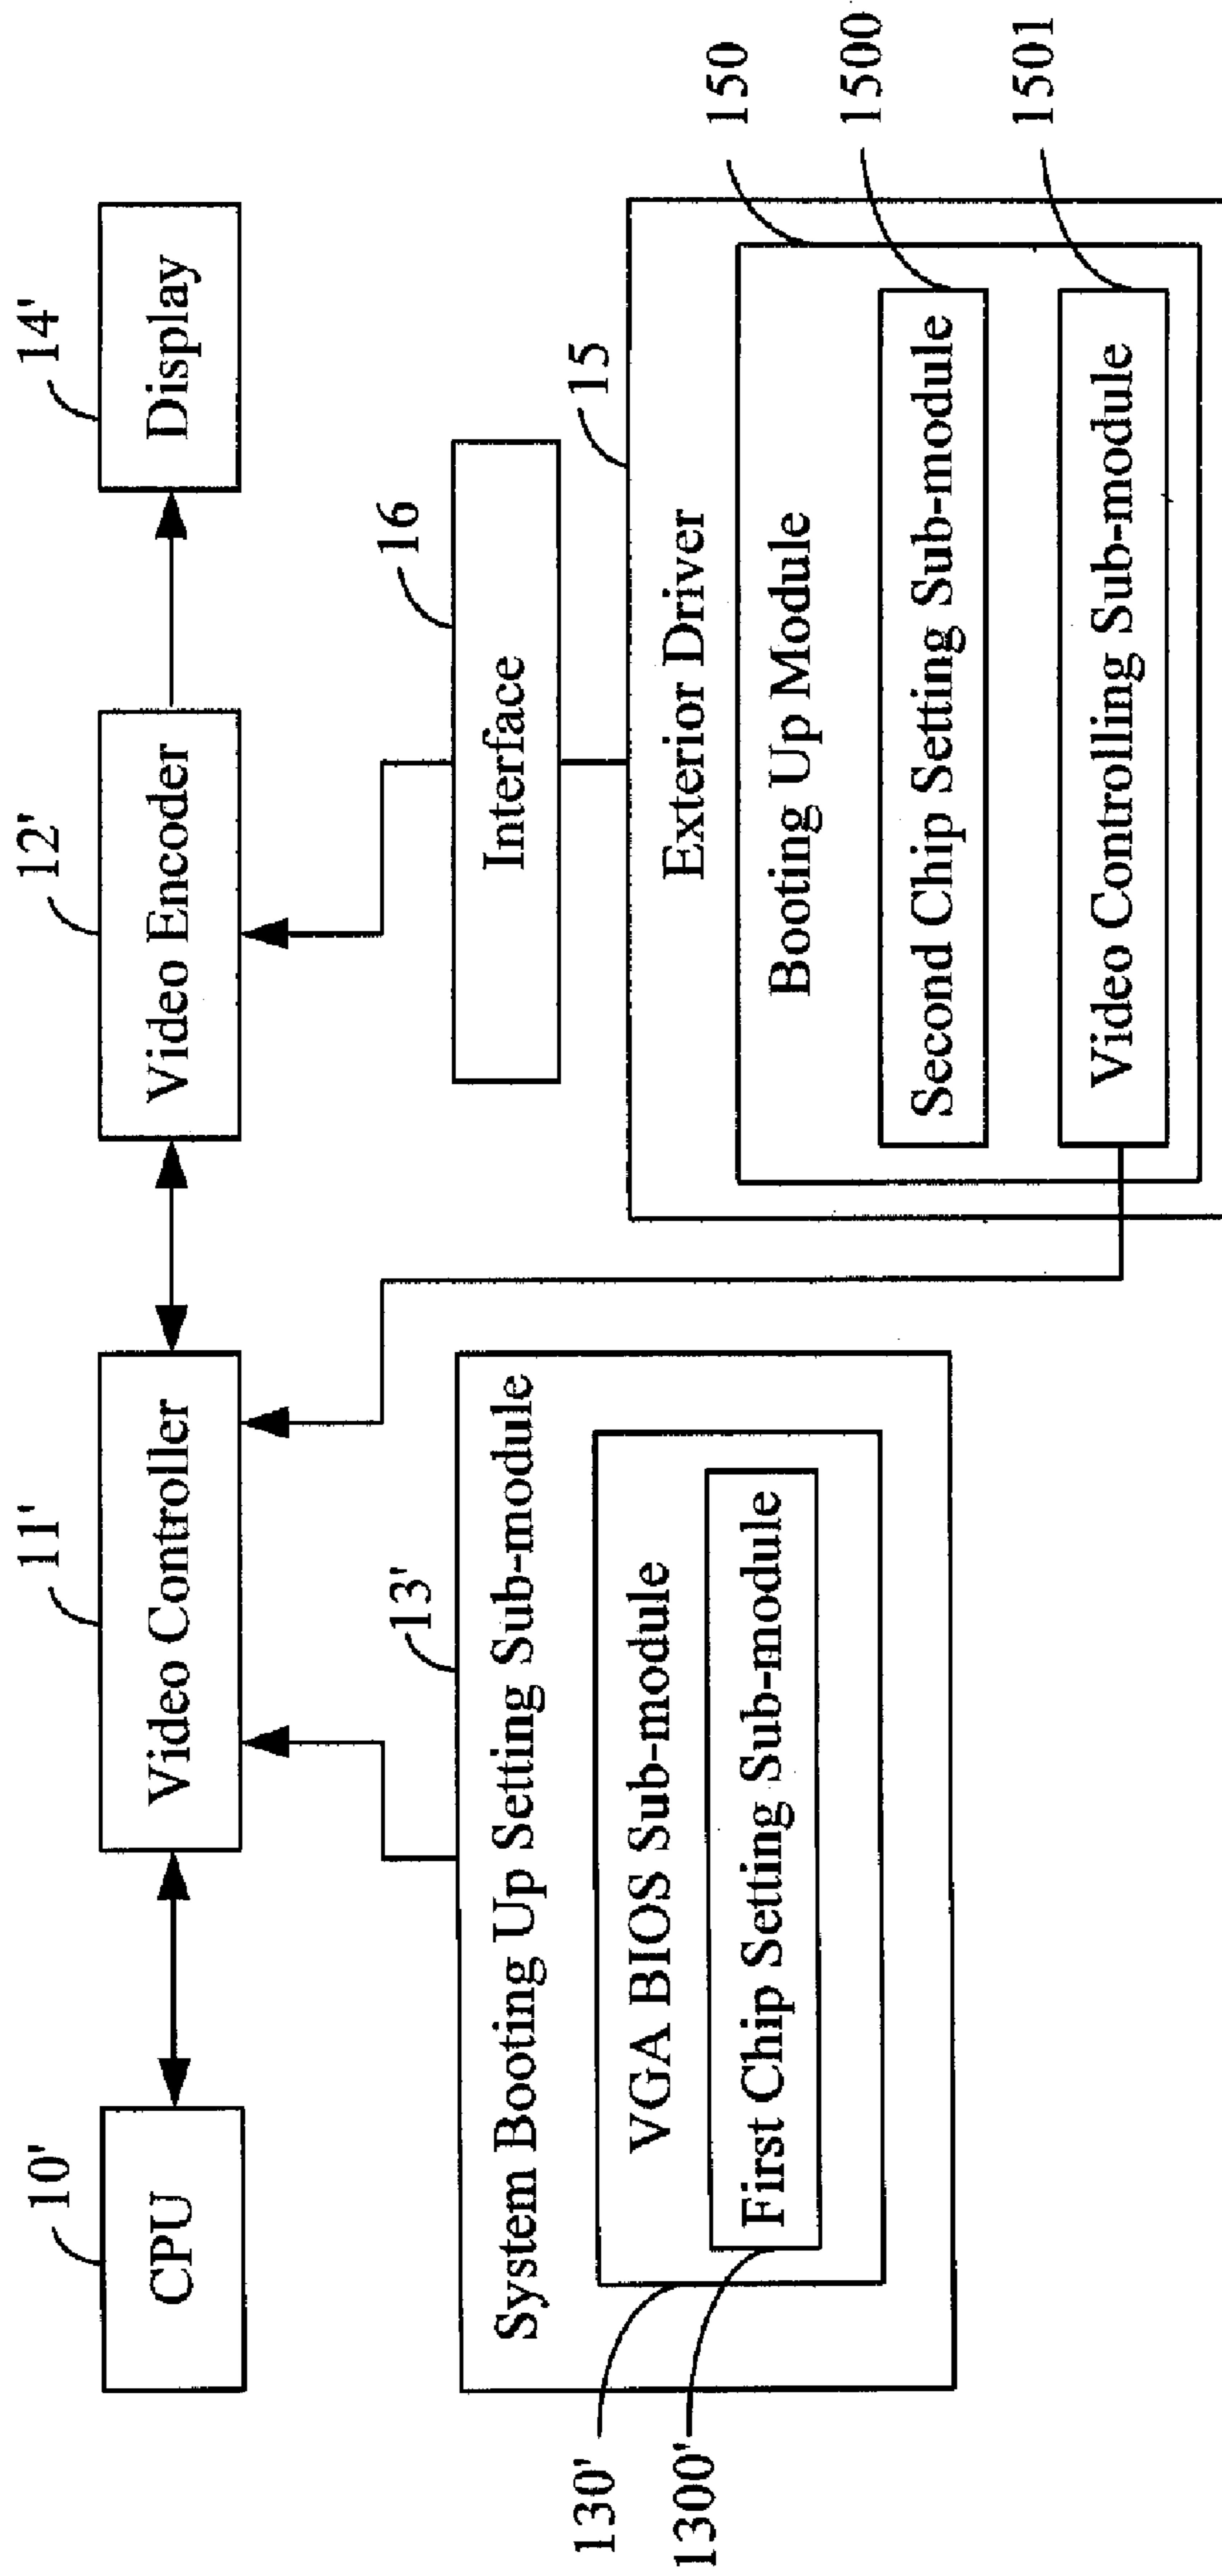 10'
11'
12'
14'
CPU
Video Controller
Video Encoder
Display
13'
16
System Booting Up Setting Sub-module
Interface
15
130'
VGA BIOS Sub-module
Exterior Driver
1300'
First Chip Setting Sub-module
Booting Up Module
150
Second Chip Setting Sub-module
1500
Video Controlling Sub-module
1501